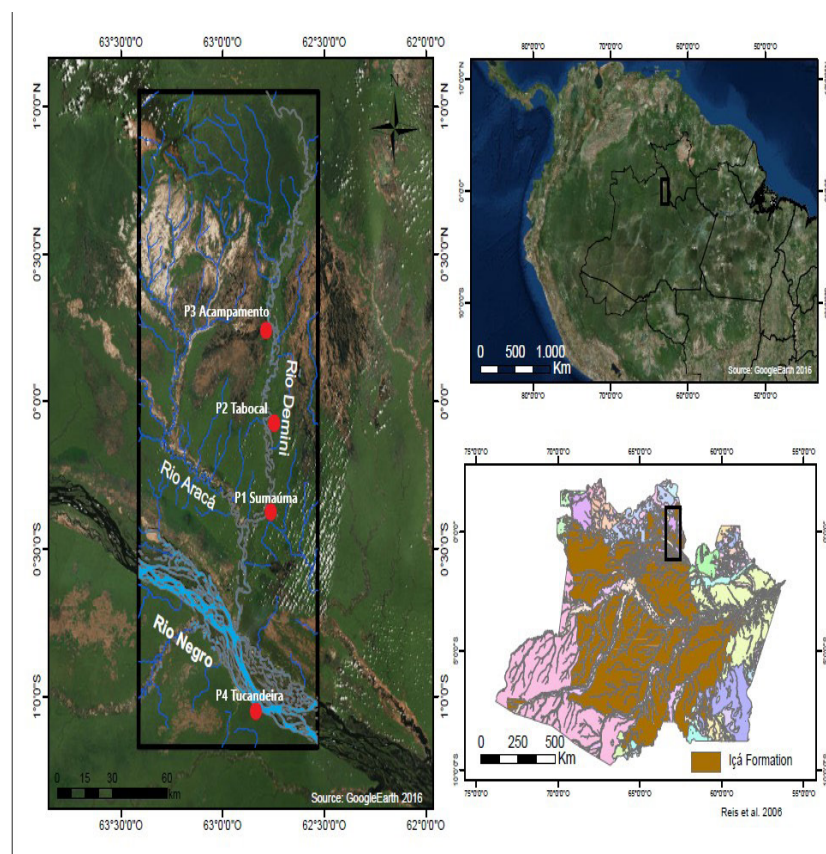 63°30'0"W 63°0'0"W 62°30'0"W 62°0'0"W
1°0'0"N
0°30'0"N
0°0'0"
0°30'0"S
1°0'0"S
P3 Acampamento
Rio Demini
P2 Tabocal
Rio Aracá
P1 Sumaúma
Rio Negro
P4 Tucandeira
0 15 30 60
km
Source: GoogleEarth 2016
63°30'0"W 63°0'0"W 62°30'0"W 62°0'0"W
80°0'0"W 70°0'0"W 60°0'0"W 50°0'0"W
10°0'0"N
0°0'0"
10°0'0"S
0 500 1.000
Km
Source: GoogleEarth 2016
80°0'0"W 70°0'0"W 60°0'0"W 50°0'0"W
75°0'0"W 70°0'0"W 65°0'0"W 60°0'0"W 55°0'0"W
0°0'0"
5°0'0"S
10°0'0"S
0 250 500
Km
Içá Formation
75°0'0"W 70°0'0"W 65°0'0"W 60°0'0"W 55°0'0"W
Reis et al. 2006